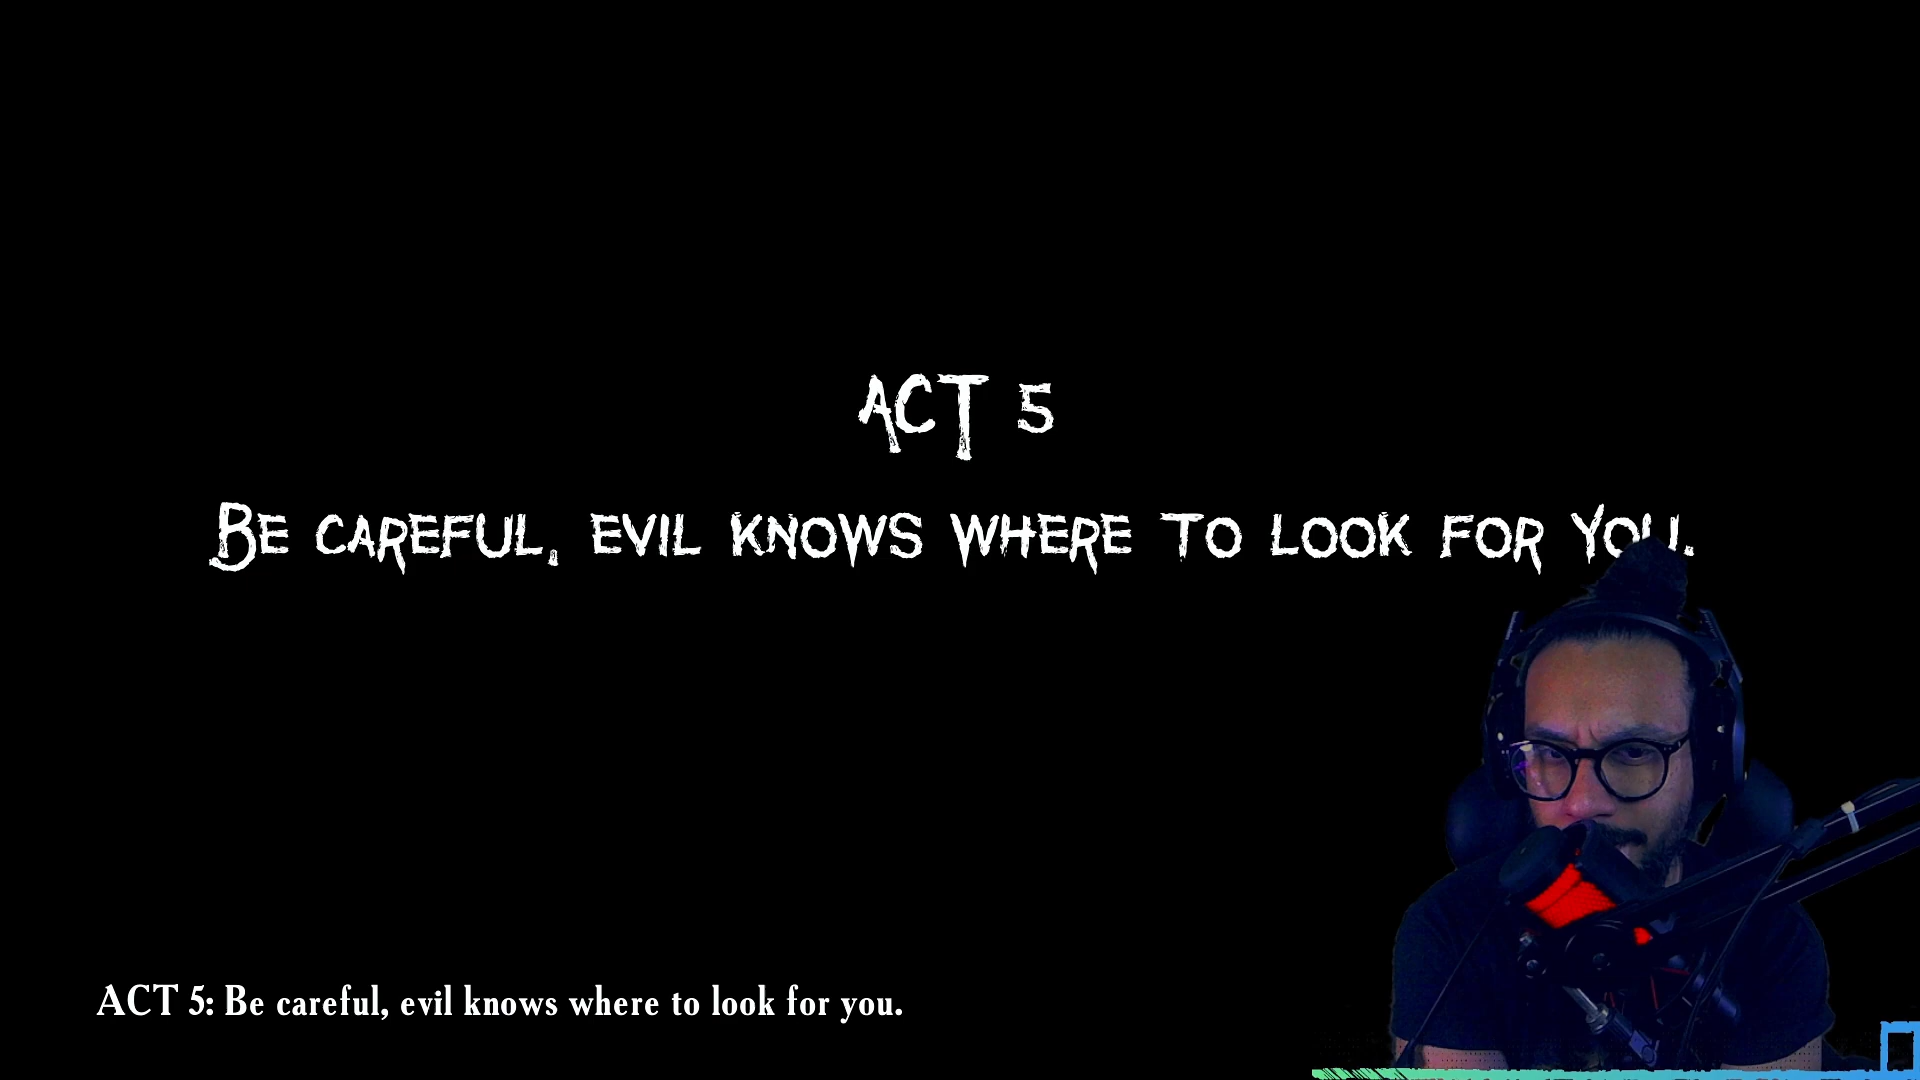 ACT 5
Be careful, evil knows where to look for you.
ACT 5: Be careful, evil knows where to look for you.